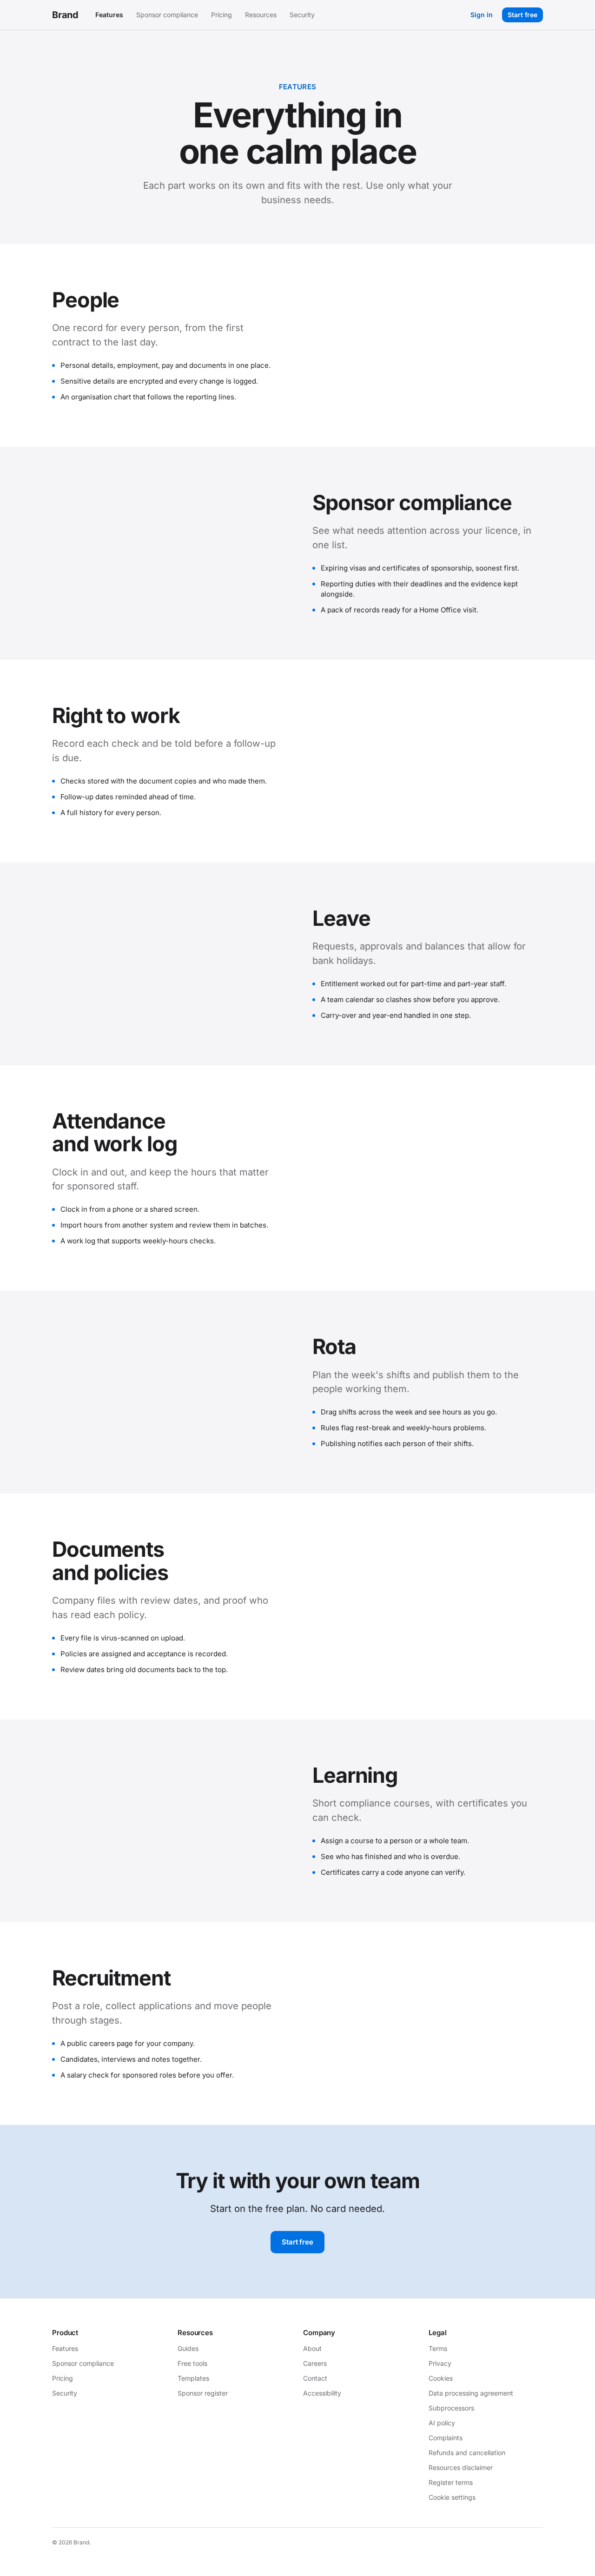 Brand
Features
Sponsor compliance
Pricing
Resources
Security
Sign in
Start free
FEATURES
Everything in
one calm place
Each part works on its own and fits with the rest. Use only what your
business needs.
People
One record for every person, from the first
contract to the last day.
Personal details, employment, pay and documents in one place.
Sensitive details are encrypted and every change is logged.
An organisation chart that follows the reporting lines.
Sponsor compliance
See what needs attention across your licence, in
one list.
Expiring visas and certificates of sponsorship, soonest first.
Reporting duties with their deadlines and the evidence kept
alongside.
A pack of records ready for a Home Office visit.
Right to work
Record each check and be told before a follow-up
is due.
Checks stored with the document copies and who made them.
Follow-up dates reminded ahead of time.
A full history for every person.
Leave
Requests, approvals and balances that allow for
bank holidays.
Entitlement worked out for part-time and part-year staff.
A team calendar so clashes show before you approve.
Carry-over and year-end handled in one step.
Attendance
and work log
Clock in and out, and keep the hours that matter
for sponsored staff.
Clock in from a phone or a shared screen.
Import hours from another system and review them in batches.
A work log that supports weekly-hours checks.
Rota
Plan the week's shifts and publish them to the
people working them.
Drag shifts across the week and see hours as you go.
Rules flag rest-break and weekly-hours problems.
Publishing notifies each person of their shifts.
Documents
and policies
Company files with review dates, and proof who
has read each policy.
Every file is virus-scanned on upload.
Policies are assigned and acceptance is recorded.
Review dates bring old documents back to the top.
Learning
Short compliance courses, with certificates you
can check.
Assign a course to a person or a whole team.
See who has finished and who is overdue.
Certificates carry a code anyone can verify.
Recruitment
Post a role, collect applications and move people
through stages.
A public careers page for your company.
Candidates, interviews and notes together.
A salary check for sponsored roles before you offer.
Try it with your own team
Start on the free plan. No card needed.
Start free
Product
Features
Sponsor compliance
Pricing
Security
Resources
Guides
Free tools
Templates
Sponsor register
Company
About
Careers
Contact
Accessibility
Legal
Terms
Privacy
Cookies
Data processing agreement
Subprocessors
AI policy
Complaints
Refunds and cancellation
Resources disclaimer
Register terms
Cookie settings
© 2026 Brand.